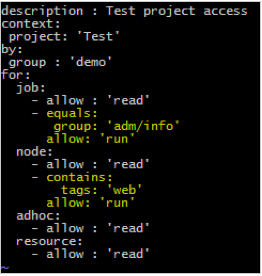 description : Test project access
context:
 project: 'Test'
by:
 group : 'demo'
for:
  job:
    - allow : 'read'
    - equals:
       group: 'adm/info'
      allow: 'run'
  node:
    - allow : 'read'
    - contains:
        tags: 'web'
      allow: 'run'
  adhoc:
    - allow : 'read'
  resource:
    - allow : 'read'
~